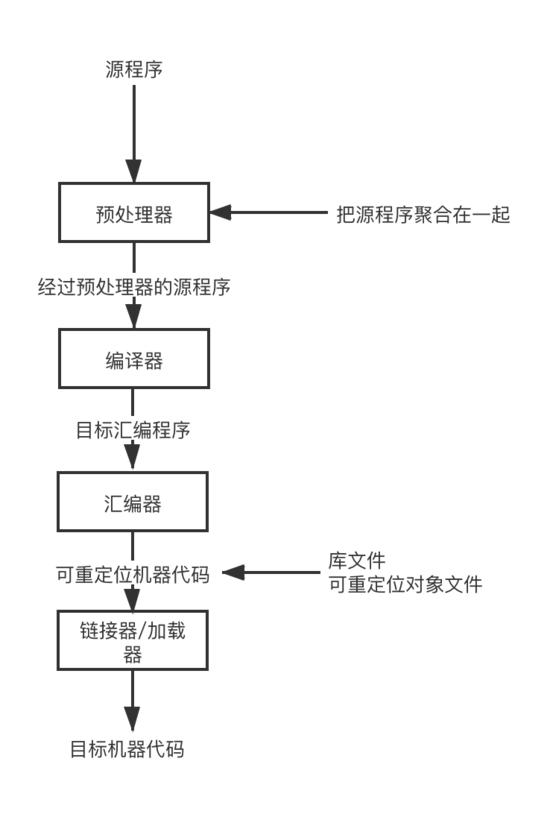 源程序
预处理器
把源程序聚合在一起
经过预处理器的源程序
编译器
目标汇编程序
汇编器
可重定位机器代码
库文件
可重定位对象文件
链接器/加载
器
目标机器代码